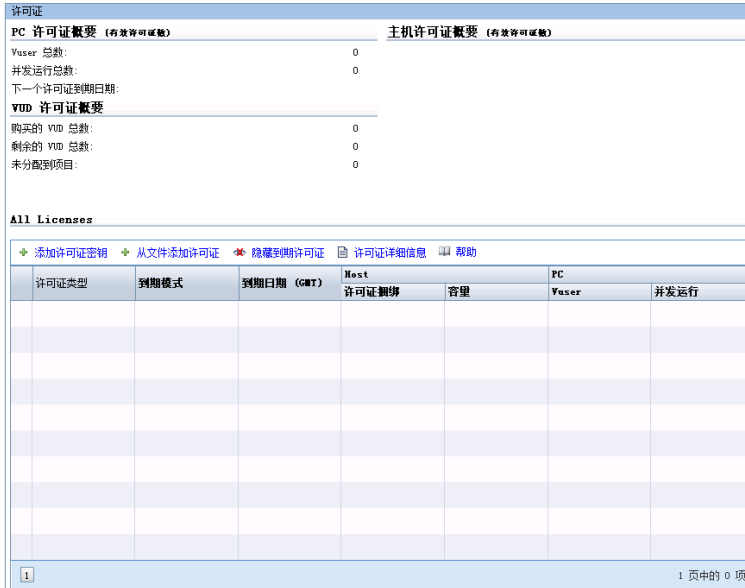 许可证
PC 许可证概要 (有效许可证数)
主机许可证概要 (有效许可证数)
Vuser 总数: 0
并发运行总数: 0
下一个许可证到期日期:
VUD 许可证概要
购买的 VUD 总数: 0
剩余的 VUD 总数: 0
未分配到项目: 0
All Licenses
添加许可证密钥 从文件添加许可证 隐藏到期许可证 许可证详细信息 帮助
许可证类型 到期模式 到期日期 (GMT) Host PC
许可证捆绑 容量 Vuser 并发运行
1 1 页中的 0 项